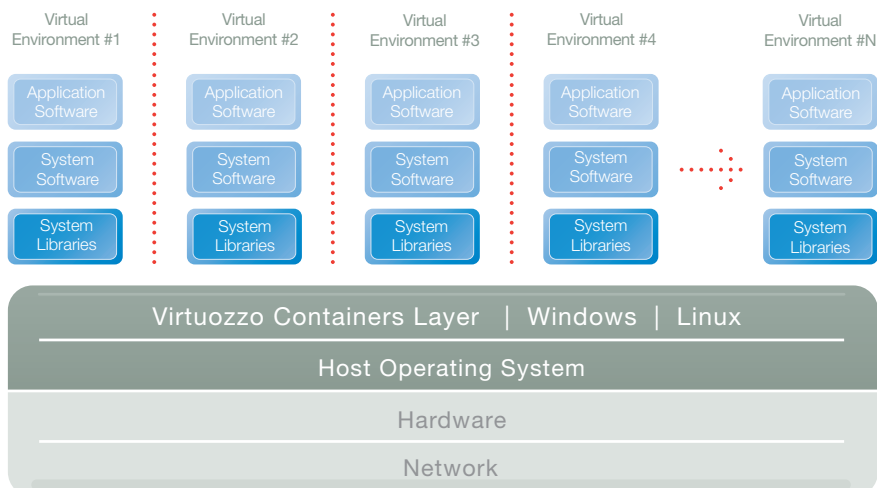 Virtual
Environment #1
Virtual
Environment #2
Virtual
Environment #3
Virtual
Environment #4
Virtual
Environment #N
Application
Software
Application
Software
Application
Software
Application
Software
Application
Software
System
Software
System
Software
System
Software
System
Software
System
Software
System
Libraries
System
Libraries
System
Libraries
System
Libraries
System
Libraries
Virtuozzo Containers Layer | Windows | Linux
Host Operating System
Hardware
Network